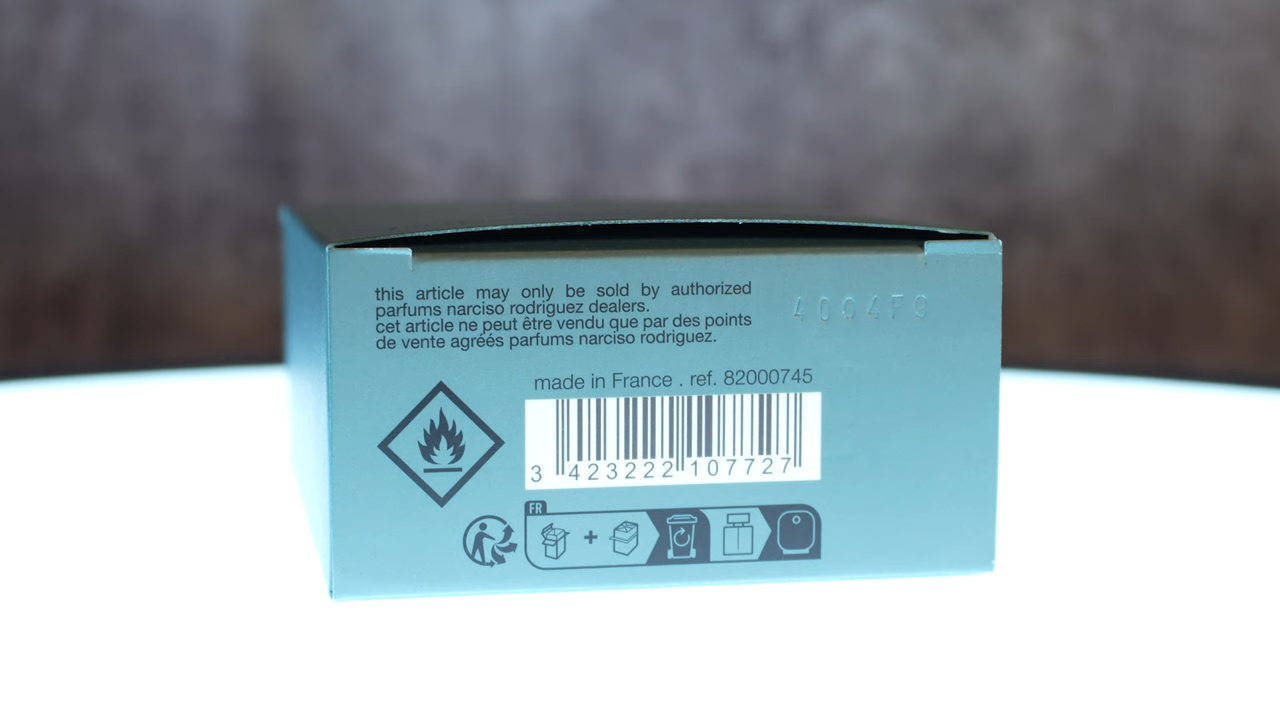 this article may only be sold by authorized
parfums narciso rodriguez dealers.
cet article ne peut être vendu que par des points
de vente agréés parfums narciso rodriguez.
4004F9
made in France . ref. 82000745
3 423222 107727
FR